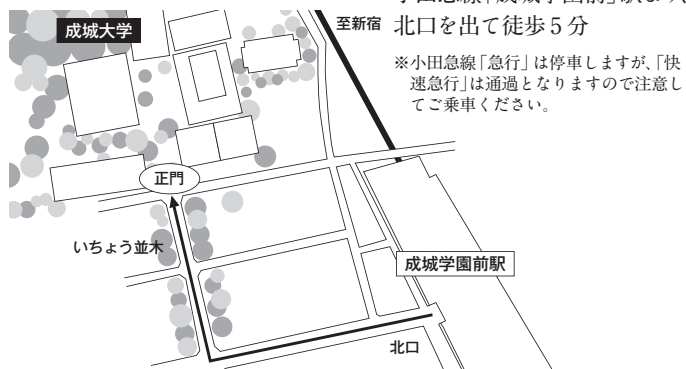 成城大学
至新宿
北口を出て徒歩5分
※小田急線「急行」は停車しますが、「快
速急行」は通過となりますので注意し
てご乗車ください。
正門
いちょう並木
成城学園前駅
北口